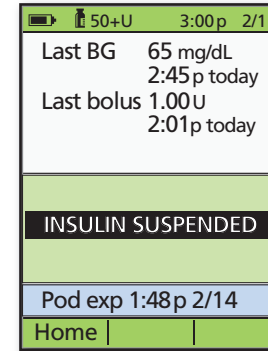 50+U 3:00p 2/1
Last BG 65 mg/dL
2:45p today
Last bolus 1.00U
2:01p today
INSULIN SUSPENDED
Pod exp 1:48p 2/14
Home